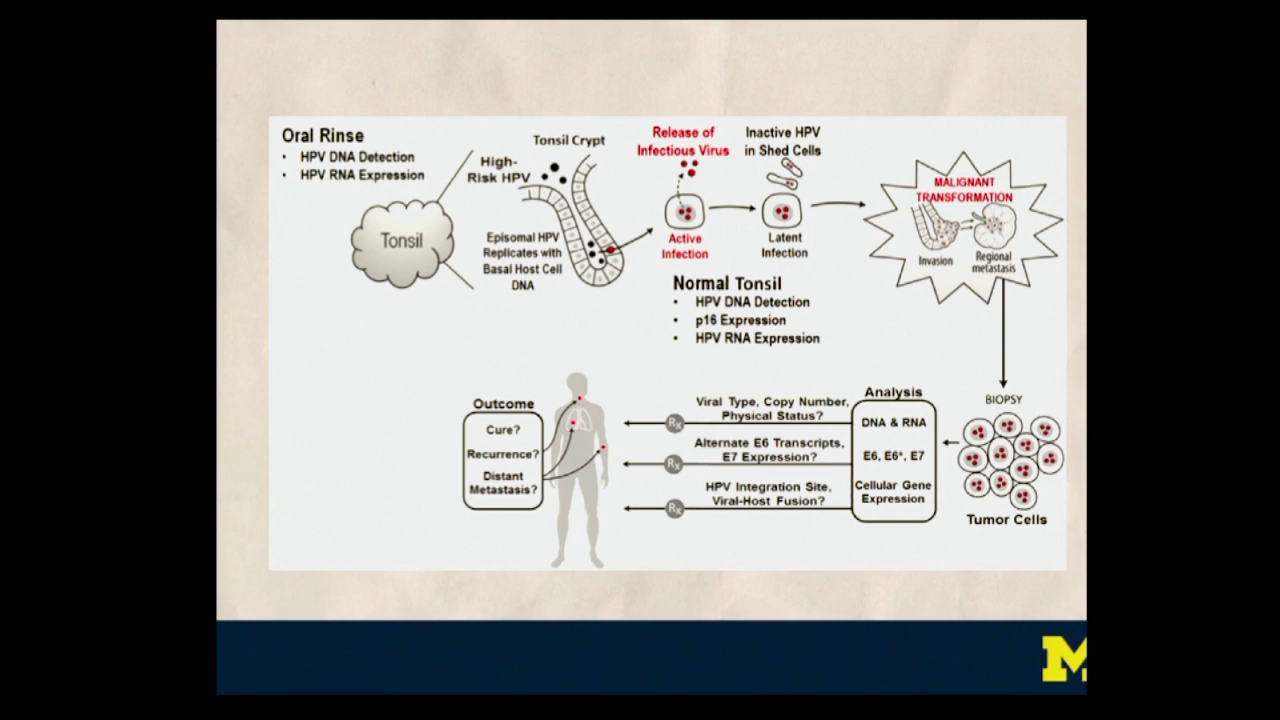 Oral Rinse
• HPV DNA Detection
• HPV RNA Expression
Tonsil
High-
Risk HPV
Tonsil Crypt
Episomal HPV
Replicates with
Basal Host Cell
DNA
Release of
Infectious Virus
Active
Infection
Inactive HPV
in Shed Cells
Latent
Infection
Normal Tonsil
• HPV DNA Detection
• p16 Expression
• HPV RNA Expression
MALIGNANT
TRANSFORMATION
Invasion
Regional
metastasis
BIOPSY
Tumor Cells
Analysis
DNA & RNA
E6, E6*, E7
Cellular Gene
Expression
Viral Type, Copy Number,
Physical Status?
Rx
Alternate E6 Transcripts,
E7 Expression?
Rx
HPV Integration Site,
Viral-Host Fusion?
Rx
Outcome
Cure?
Recurrence?
Distant
Metastasis?
M